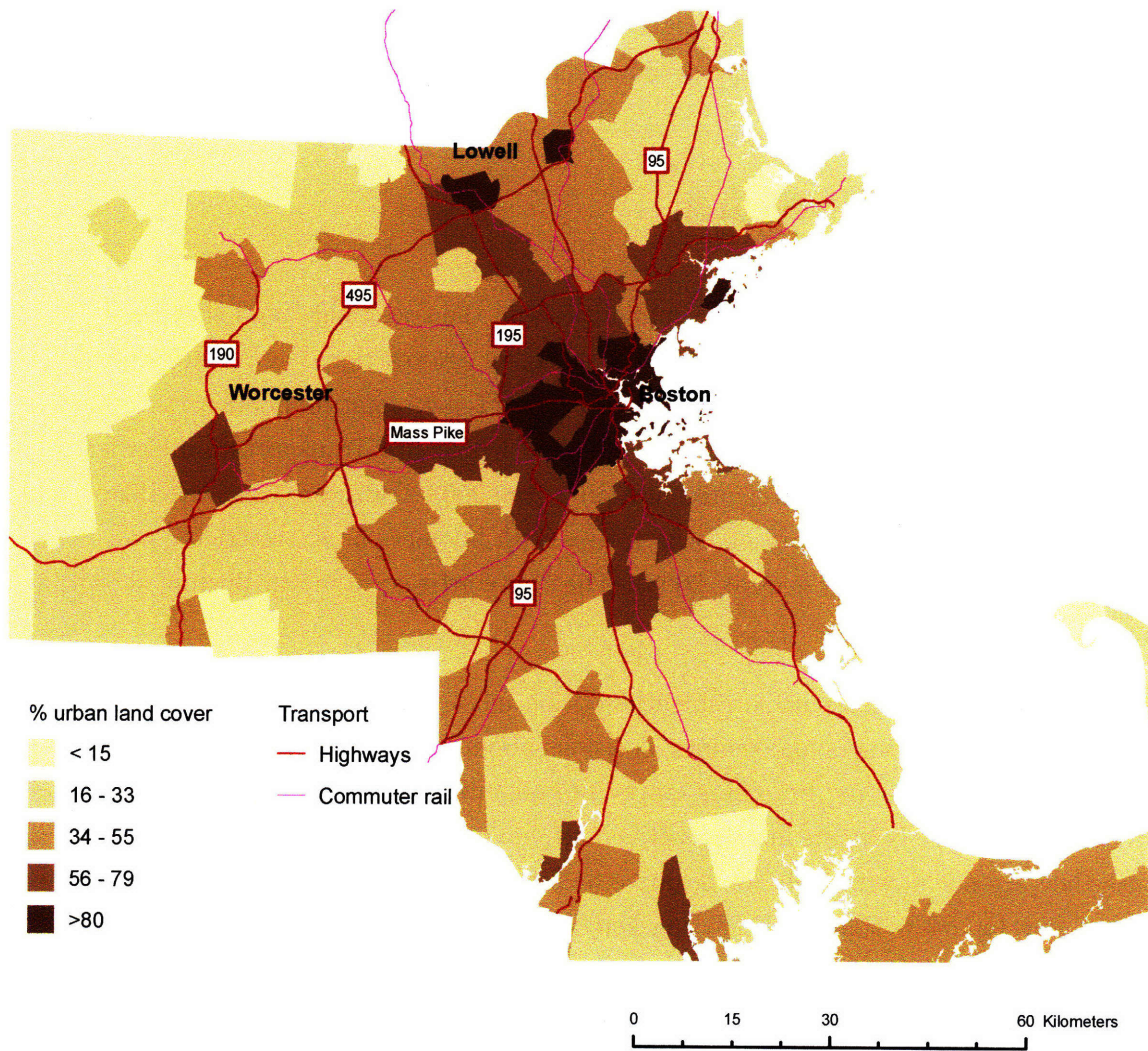 Lowell
95
495
195
190
Worcester
Boston
Mass Pike
95
% urban land cover
< 15
16 - 33
34 - 55
56 - 79
>80
Transport
Highways
Commuter rail
0 15 30 60 Kilometers